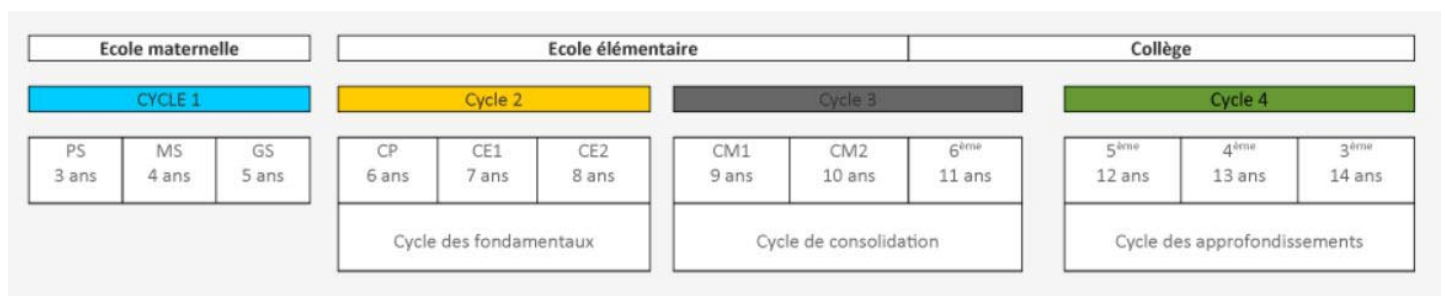 Ecole maternelle
Ecole élémentaire
Collège
CYCLE 1
Cycle 2
Cycle 3
Cycle 4
PS
3 ans
MS
4 ans
GS
5 ans
CP
6 ans
CE1
7 ans
CE2
8 ans
CM1
9 ans
CM2
10 ans
6ème
11 ans
5ème
12 ans
4ème
13 ans
3ème
14 ans
Cycle des fondamentaux
Cycle de consolidation
Cycle des approfondissements